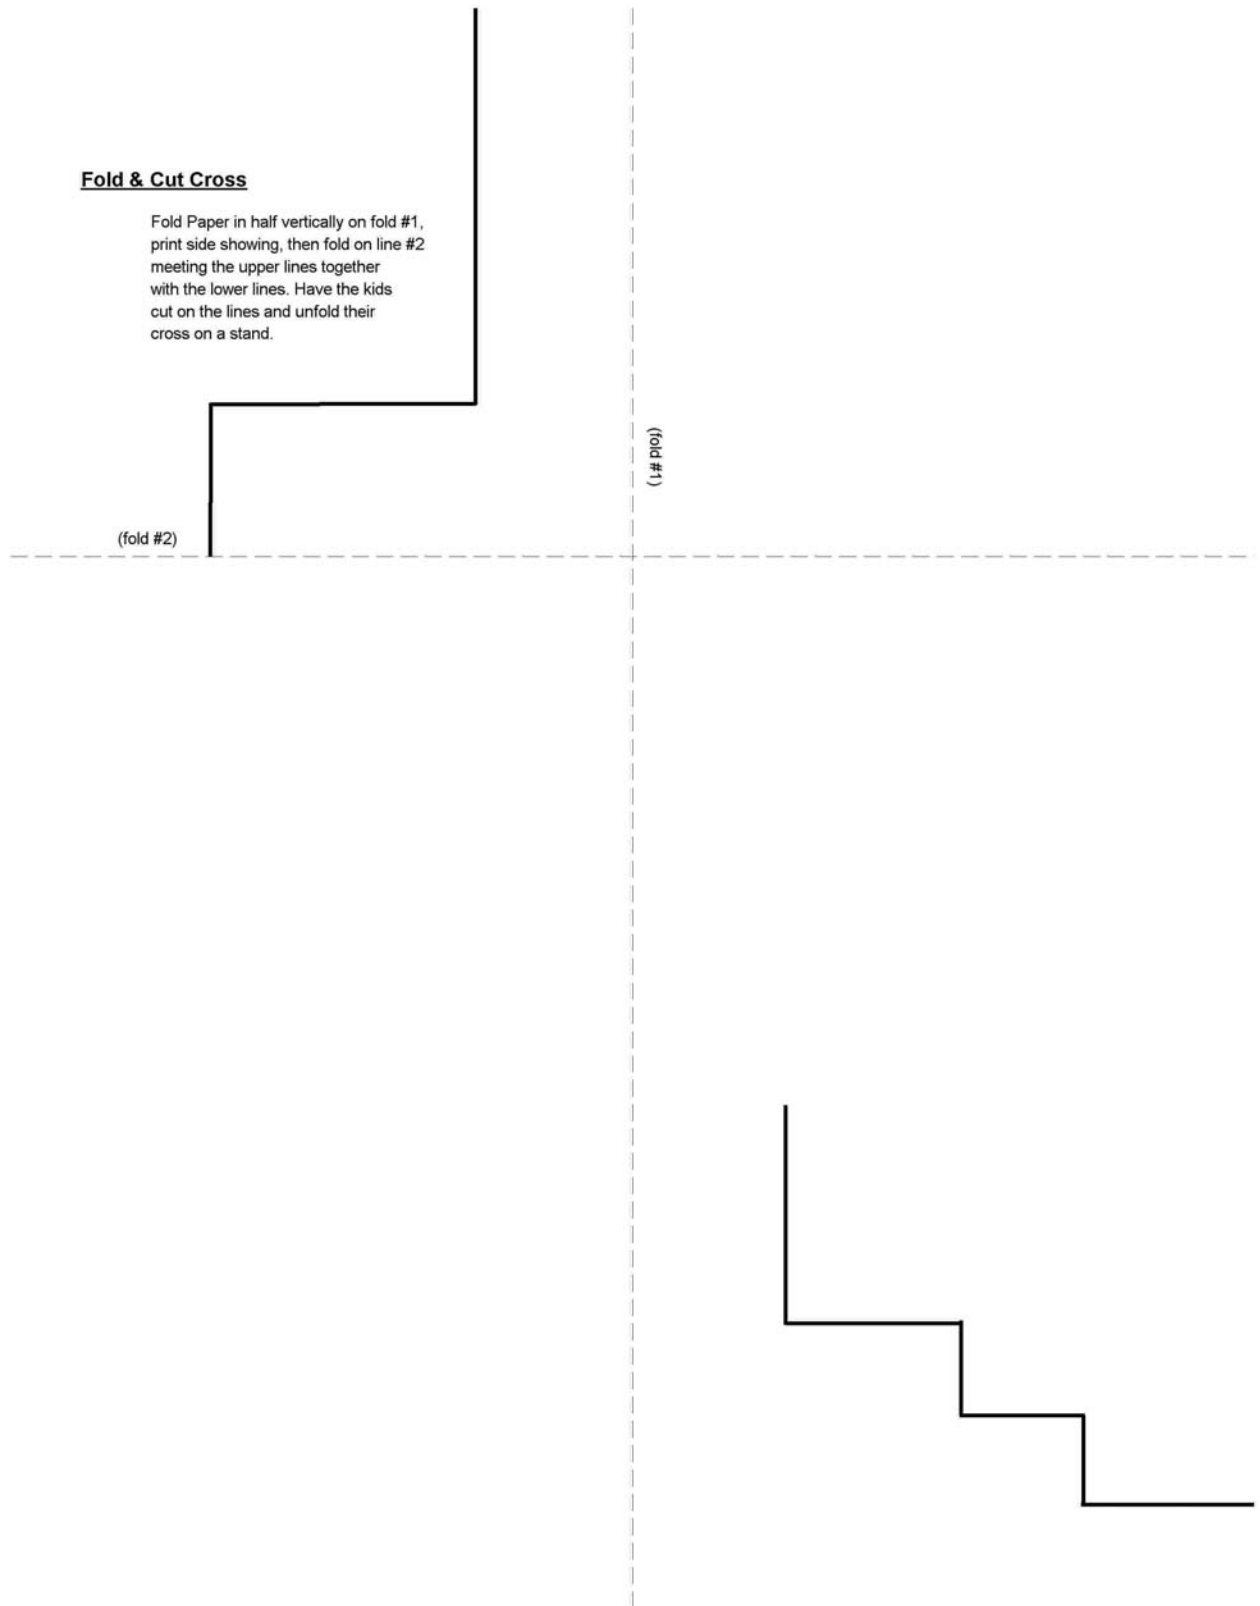 Fold & Cut Cross
Fold Paper in half vertically on fold #1,
print side showing, then fold on line #2
meeting the upper lines together
with the lower lines. Have the kids
cut on the lines and unfold their
cross on a stand.
(fold #1)
(fold #2)